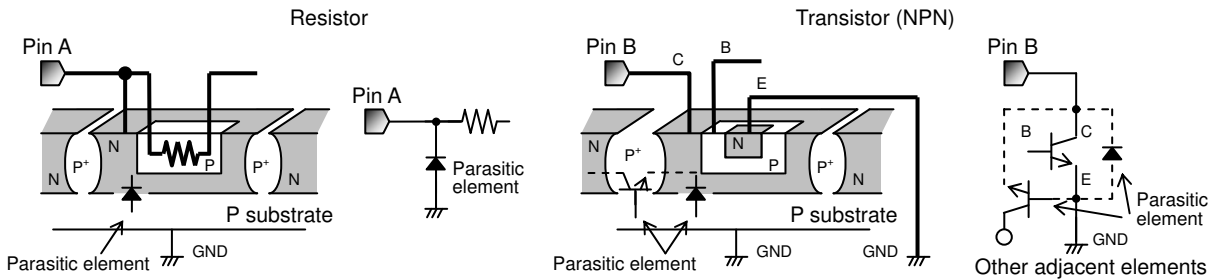 Resistor
Transistor (NPN)
Pin A
N
P⁺
N
P
P⁺
N
P substrate
Parasitic element
GND
Pin A
Parasitic
element
Pin B
C
B
E
N
P⁺
N
N
P
P⁺
N
P substrate
Parasitic element
GND
GND
Pin B
B
C
E
Parasitic
element
GND
Other adjacent elements